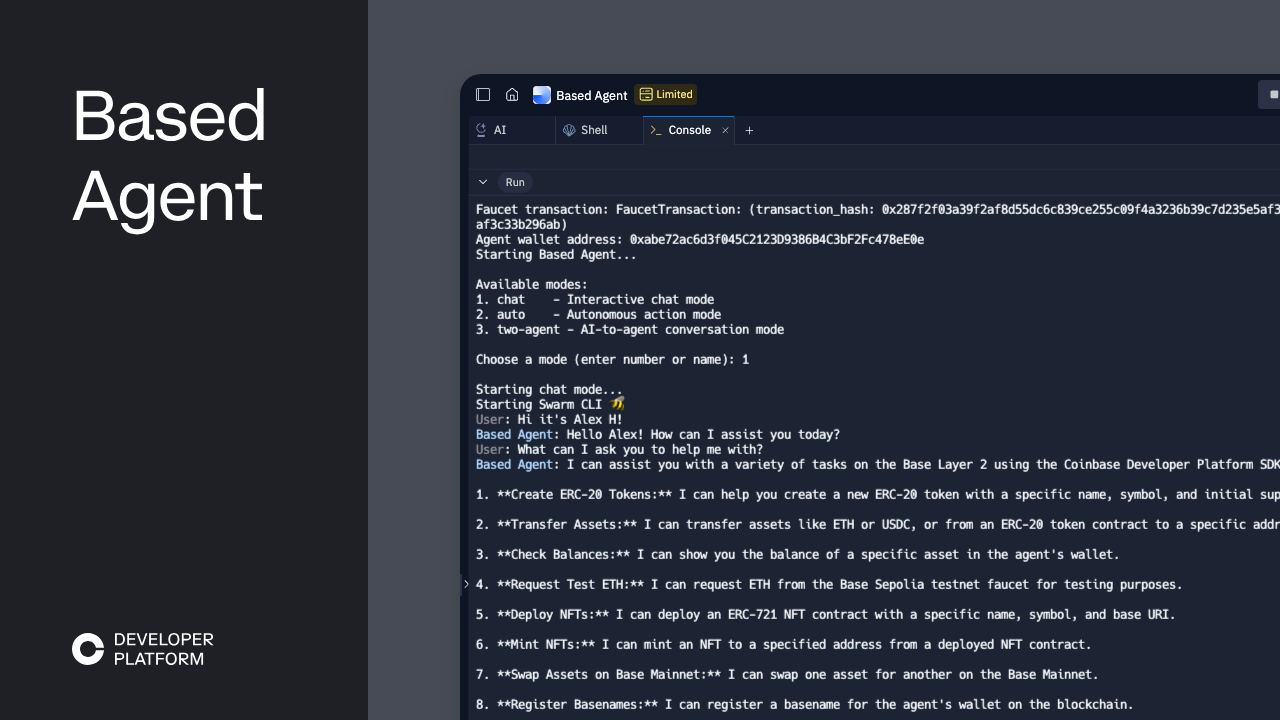 Based
Agent
DEVELOPER
PLATFORM
Based Agent
Limited
AI
Shell
Console
Run
Faucet transaction: FaucetTransaction: (transaction_hash: 0x287f2f03a39f2af8d55dc6c839ce255c09f4a3236b39c7d235e5af3
af3c33b296ab)
Agent wallet address: 0xabe72ac6d3f045C2123D9386B4C3bF2Fc478eE0e
Starting Based Agent...
Available modes:
1. chat    - Interactive chat mode
2. auto    - Autonomous action mode
3. two-agent - AI-to-agent conversation mode
Choose a mode (enter number or name): 1
Starting chat mode...
Starting Swarm CLI 🐝
User: Hi it's Alex H!
Based Agent: Hello Alex! How can I assist you today?
User: What can I ask you to help me with?
Based Agent: I can assist you with a variety of tasks on the Base Layer 2 using the Coinbase Developer Platform SDK
1. **Create ERC-20 Tokens:** I can help you create a new ERC-20 token with a specific name, symbol, and initial sup
2. **Transfer Assets:** I can transfer assets like ETH or USDC, or from an ERC-20 token contract to a specific addr
3. **Check Balances:** I can show you the balance of a specific asset in the agent's wallet.
4. **Request Test ETH:** I can request ETH from the Base Sepolia testnet faucet for testing purposes.
5. **Deploy NFTs:** I can deploy an ERC-721 NFT contract with a specific name, symbol, and base URI.
6. **Mint NFTs:** I can mint an NFT to a specified address from a deployed NFT contract.
7. **Swap Assets on Base Mainnet:** I can swap one asset for another on the Base Mainnet.
8. **Register Basenames:** I can register a basename for the agent's wallet on the blockchain.